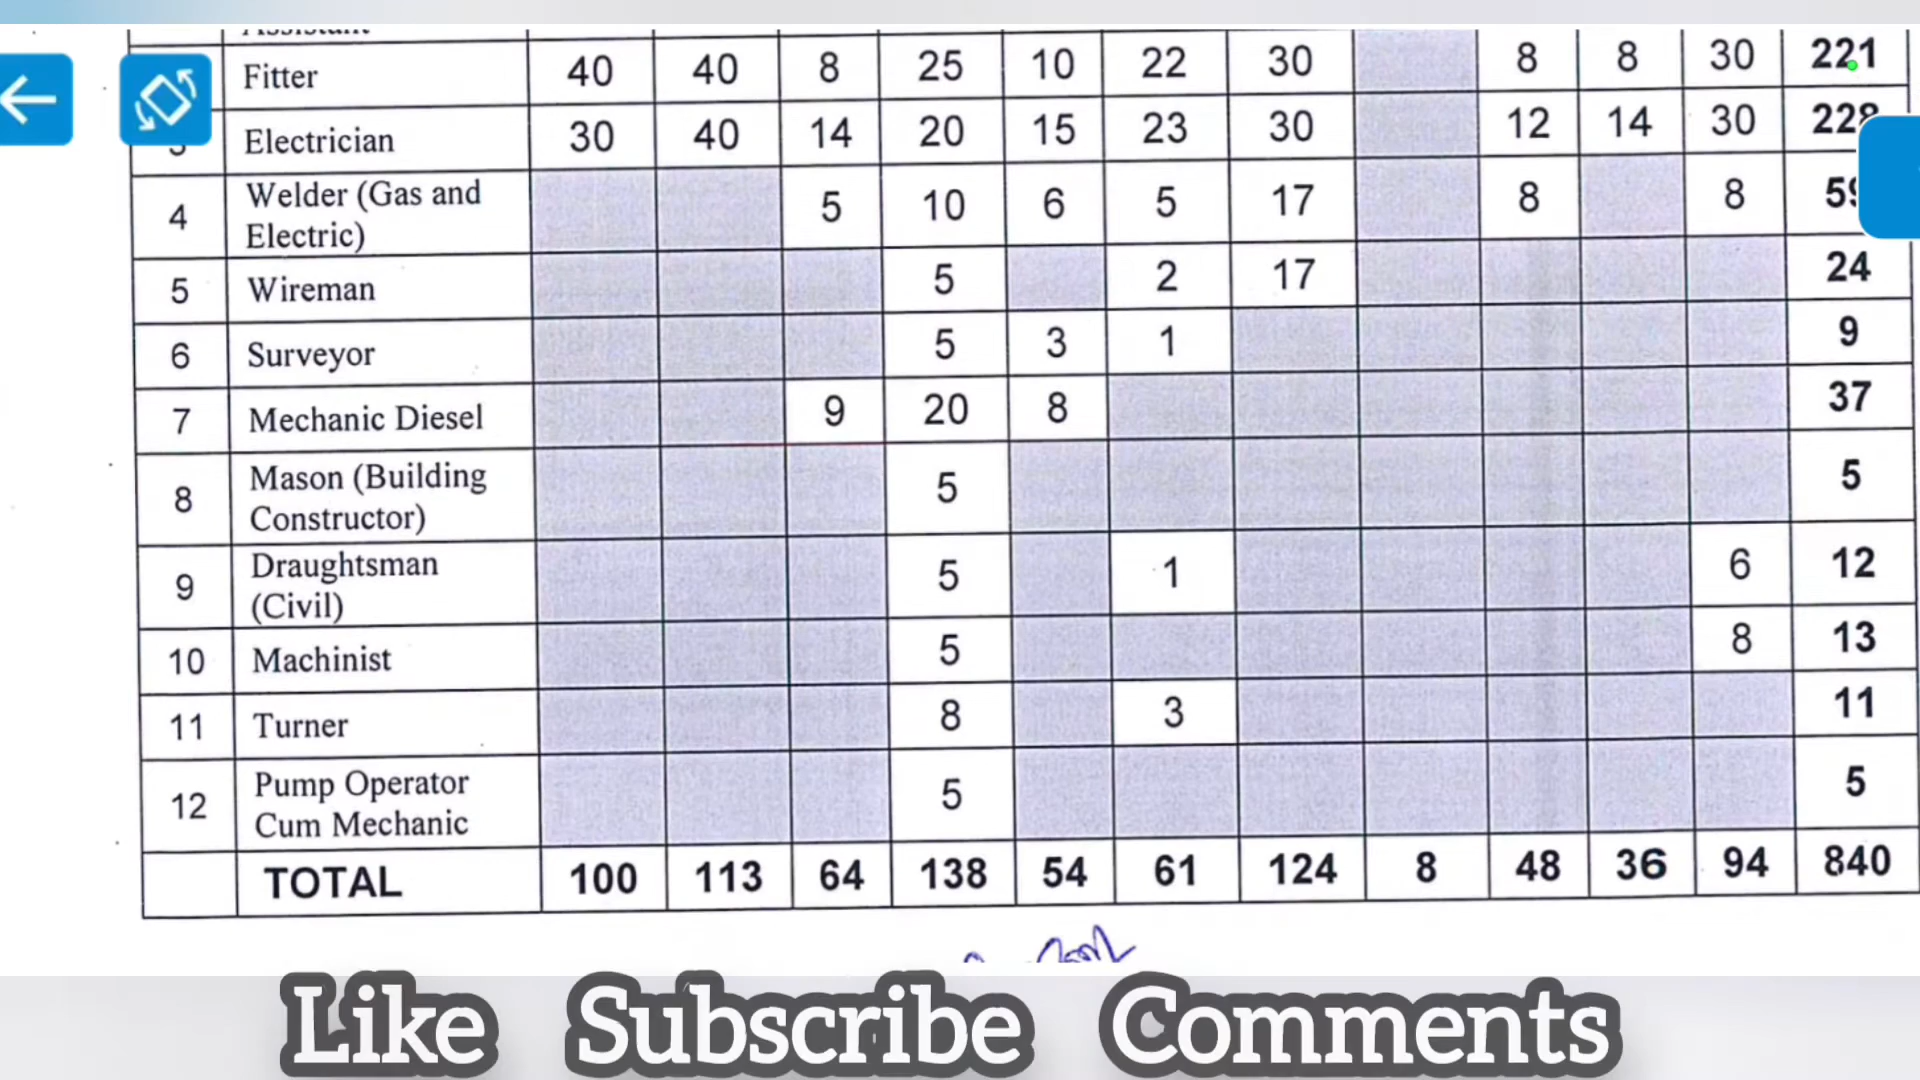 Assistant
Fitter 40 40 8 25 10 22 30 8 8 30 221
Electrician 30 40 14 20 15 23 30 12 14 30 228
4 Welder (Gas and Electric) 5 10 6 5 17 8 8 59
5 Wireman 5 2 17 24
6 Surveyor 5 3 1 9
7 Mechanic Diesel 9 20 8 37
8 Mason (Building Constructor) 5 5
9 Draughtsman (Civil) 5 1 6 12
10 Machinist 5 8 13
11 Turner 8 3 11
12 Pump Operator Cum Mechanic 5 5
TOTAL 100 113 64 138 54 61 124 8 48 36 94 840
Like Subscribe Comments